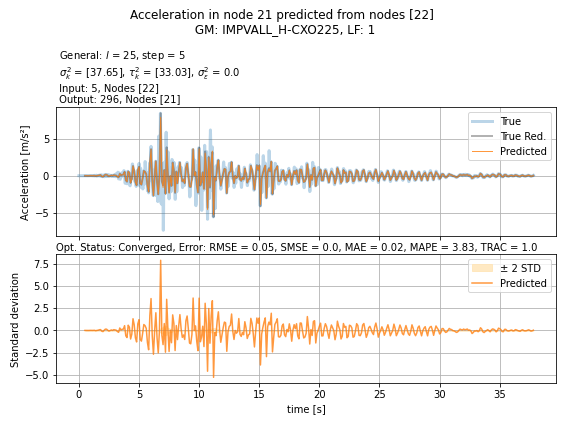 Acceleration in node 21 predicted from nodes [22]
GM: IMPVALL_H-CXO225, LF: 1
General: l = 25, step = 5
σ²ₖ = [37.65], τ²ₖ = [33.03], σ²_ε = 0.0
Input: 5, Nodes [22]
Output: 296, Nodes [21]
Acceleration [m/s²]
5
0
−5
True
True Red.
Predicted
Opt. Status: Converged, Error: RMSE = 0.05, SMSE = 0.0, MAE = 0.02, MAPE = 3.83, TRAC = 1.0
Standard deviation
7.5
5.0
2.5
0.0
−2.5
−5.0
± 2 STD
Predicted
0 5 10 15 20 25 30 35
time [s]